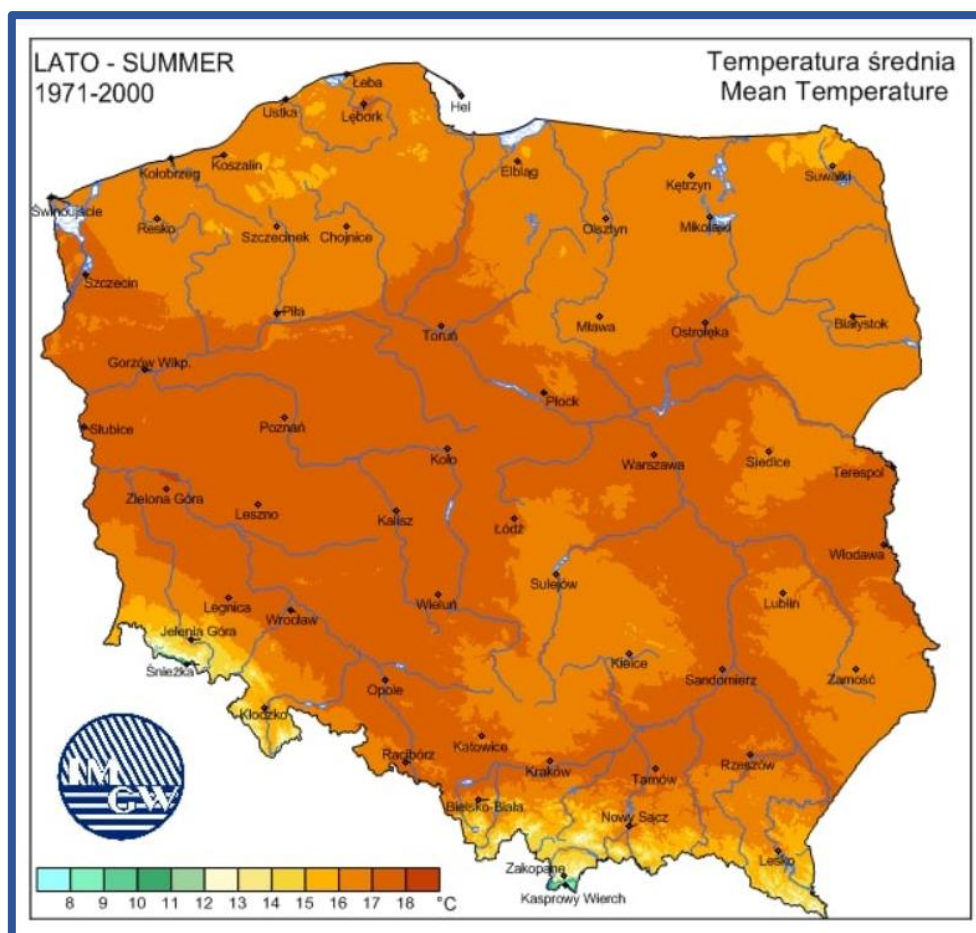 LATO - SUMMER
1971-2000
Temperatura średnia
Mean Temperature
Łeba
Hel
Ustka
Lębork
Koszalin
Kołobrzeg
Elbląg
Kętrzyn
Suwałki
Świnoujście
Resko
Szczecinek
Chojnice
Olsztyn
Mikołajki
Szczecin
Piła
Toruń
Mława
Ostrołęka
Białystok
Gorzów Wlkp.
Płock
Słubice
Poznań
Koło
Warszawa
Siedlce
Terespol
Zielona Góra
Leszno
Kalisz
Łódź
Włodawa
Sulejów
Legnica
Wrocław
Wieluń
Lublin
Jelenia Góra
Śnieżka
Kielce
Sandomierz
Zamość
Opole
Kłodzko
Katowice
Racibórz
Kraków
Tarnów
Rzeszów
Bielsko-Biała
Nowy Sącz
Lesko
Zakopane
Kasprowy Wierch
IM
GW
8 9 10 11 12 13 14 15 16 17 18 °C